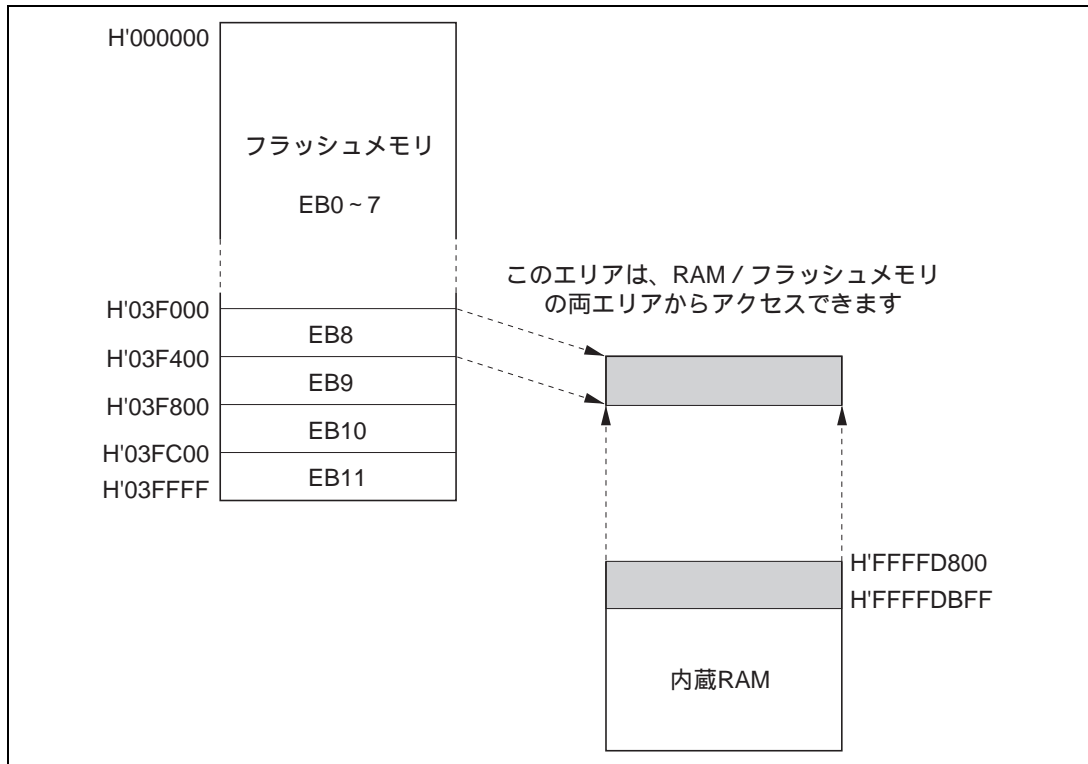 H'000000
フラッシュメモリ
EB0～7
このエリアは、RAM / フラッシュメモリ
の両エリアからアクセスできます
H'03F000
EB8
H'03F400
EB9
H'03F800
EB10
H'03FC00
EB11
H'03FFFF
H'FFFFD800
H'FFFFDBFF
内蔵RAM